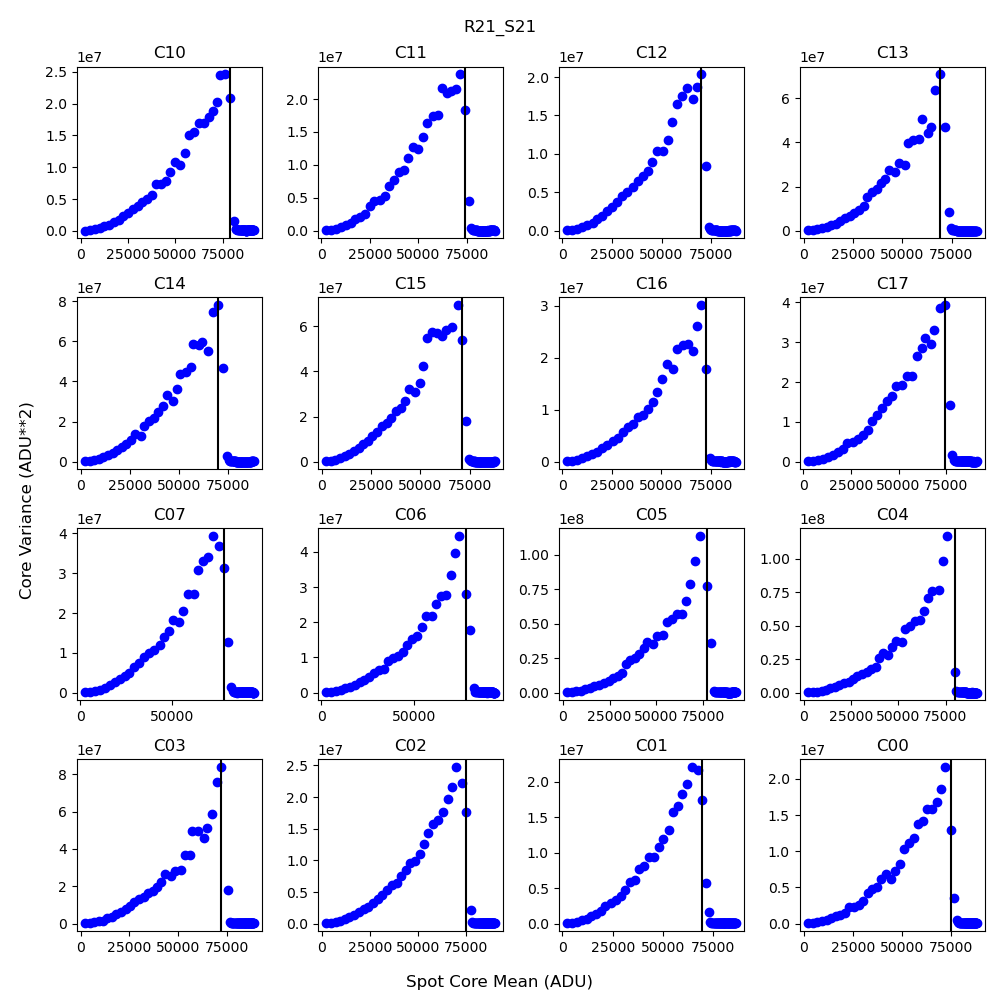 R21_S21
C10
C11
C12
C13
1e7
1e7
1e7
1e7
2.5
2.0
1.5
1.0
0.5
0.0
2.0
1.5
1.0
0.5
0.0
2.0
1.5
1.0
0.5
0.0
6
4
2
0
0 25000 50000 75000
0 25000 50000 75000
0 25000 50000 75000
0 25000 50000 75000
C14
C15
C16
C17
1e7
1e7
1e7
1e7
8
6
4
2
0
6
4
2
0
3
2
1
0
4
3
2
1
0
0 25000 50000 75000
0 25000 50000 75000
0 25000 50000 75000
0 25000 50000 75000
Core Variance (ADU**2)
C07
C06
C05
C04
1e7
1e7
1e8
1e8
4
3
2
1
0
4
3
2
1
0
1.00
0.75
0.50
0.25
0.00
1.00
0.75
0.50
0.25
0.00
0 50000
0 50000
0 25000 50000 75000
0 25000 50000 75000
C03
C02
C01
C00
1e7
1e7
1e7
1e7
8
6
4
2
0
2.5
2.0
1.5
1.0
0.5
0.0
2.0
1.5
1.0
0.5
0.0
2.0
1.5
1.0
0.5
0.0
0 25000 50000 75000
0 25000 50000 75000
0 25000 50000 75000
0 25000 50000 75000
Spot Core Mean (ADU)